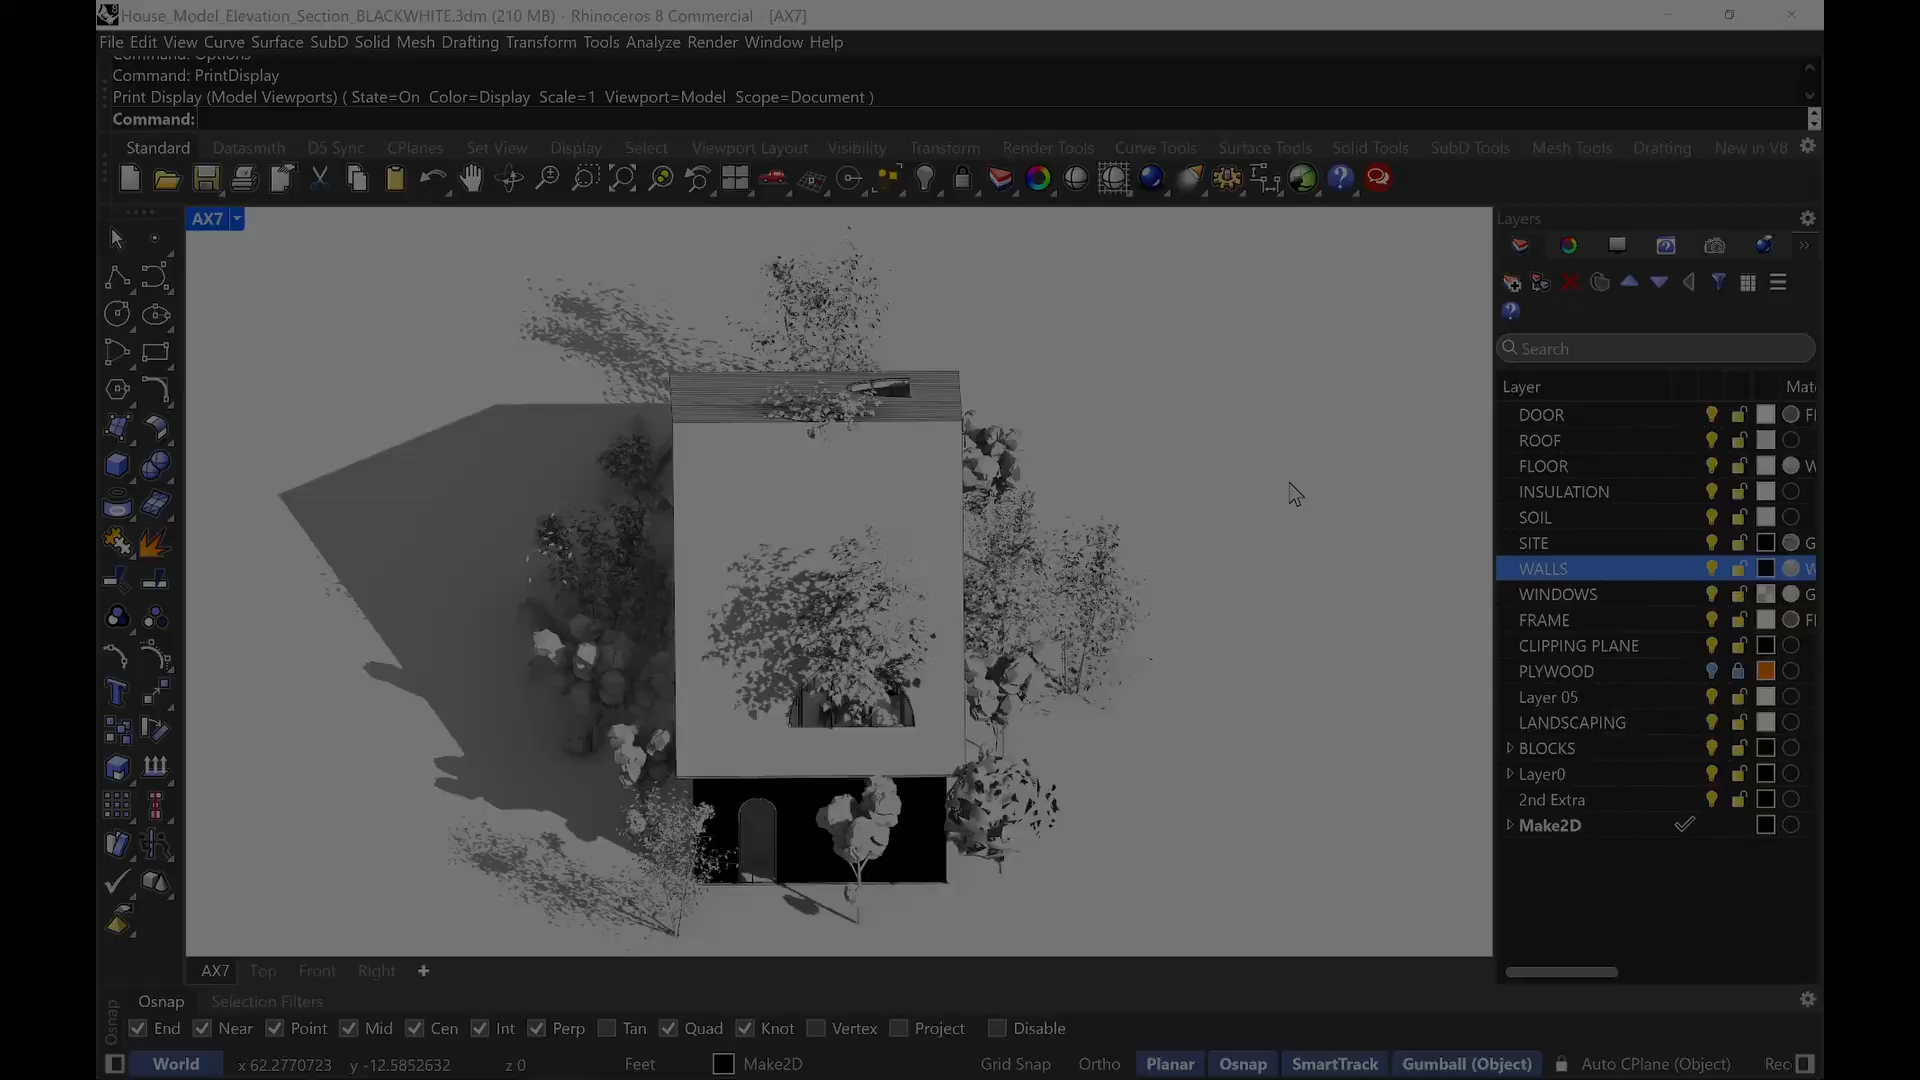 House_Model_Elevation_Section_BLACKWHITE.3dm (210 MB) - Rhinoceros 8 Commercial - [AX7]
File Edit View Curve Surface SubD Solid Mesh Drafting Transform Tools Analyze Render Window Help
Command: Options
Command: PrintDisplay
Print Display (Model Viewports) ( State=On Color=Display Scale=1 Viewport=Model Scope=Document )
Command:
Standard Datasmith D5 Sync CPlanes Set View Display Select Viewport Layout Visibility Transform Render Tools Curve Tools Surface Tools Solid Tools SubD Tools Mesh Tools Drafting New in V8
AX7
Layers
Search
Layer Mat
DOOR
ROOF
FLOOR
INSULATION
SOIL
SITE G
WALLS
WINDOWS G
FRAME
CLIPPING PLANE
PLYWOOD
Layer 05
LANDSCAPING
BLOCKS
Layer0
2nd Extra
Make2D
AX7 Top Front Right
Osnap Selection Filters
Osnap
End Near Point Mid Cen Int Perp Tan Quad Knot Vertex Project Disable
World x 62.2770723 y -12.5852632 z 0 Feet Make2D Grid Snap Ortho Planar Osnap SmartTrack Gumball (Object) Auto CPlane (Object) Rec